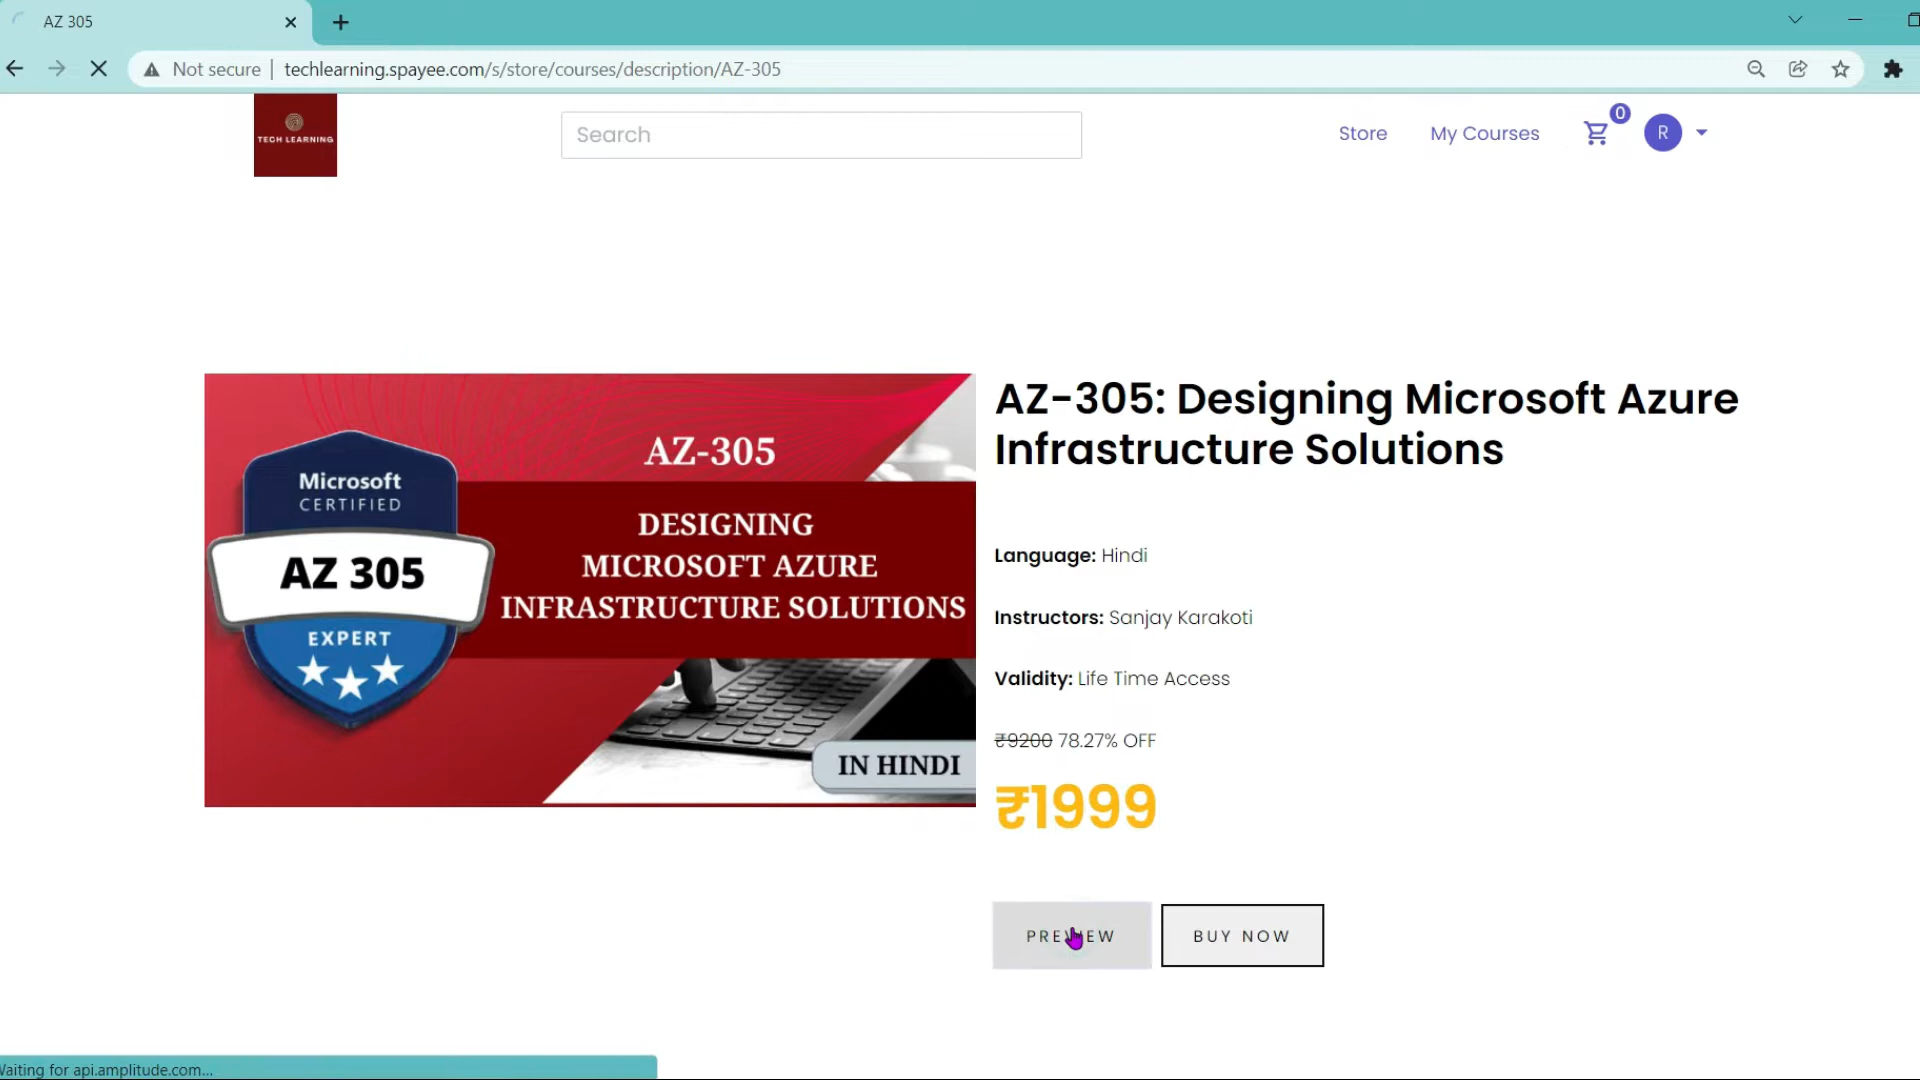 AZ 305
Not secure
techlearning.spayee.com/s/store/courses/description/AZ-305
TECH LEARNING
Search
Store
My Courses
0
R
AZ-305
DESIGNING
MICROSOFT AZURE
INFRASTRUCTURE SOLUTIONS
Microsoft
CERTIFIED
AZ 305
EXPERT
IN HINDI
AZ-305: Designing Microsoft Azure
Infrastructure Solutions
Language: Hindi
Instructors: Sanjay Karakoti
Validity: Life Time Access
₹9200 78.27% OFF
₹1999
PREVIEW
BUY NOW
Waiting for api.amplitude.com...